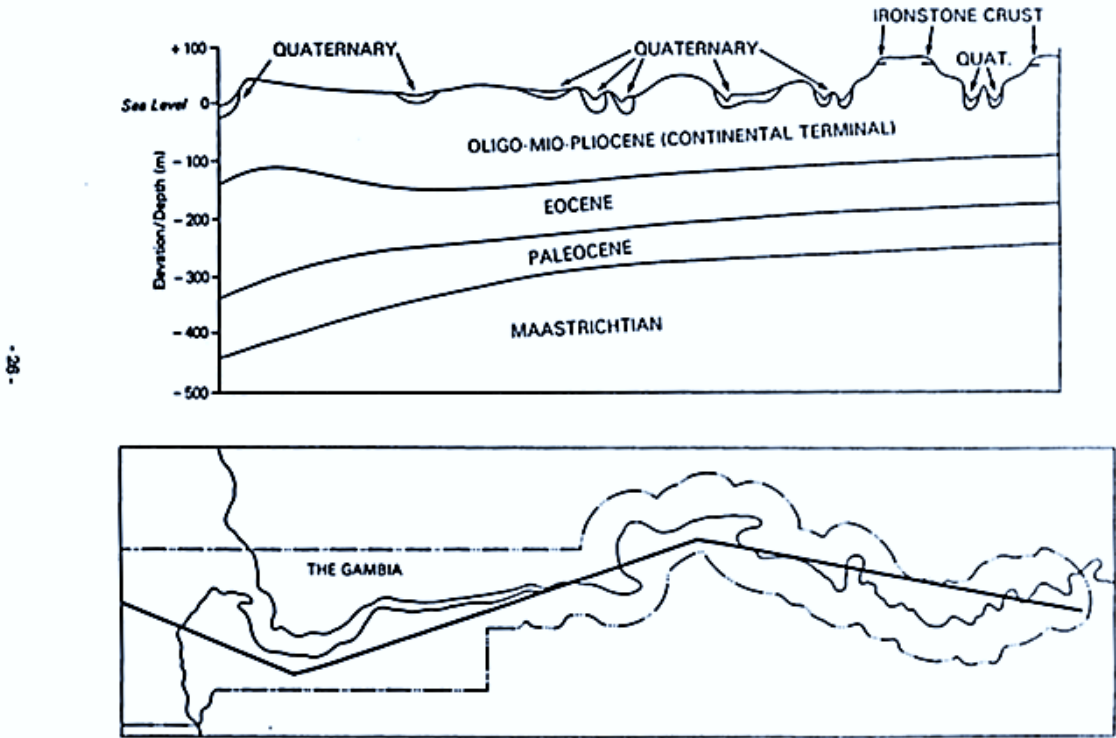 IRONSTONE CRUST
+ 100
QUATERNARY
QUATERNARY
QUAT.
Sea Level
0
OLIGO-MIO-PLIOCENE (CONTINENTAL TERMINAL)
Elevation/Depth (m)
- 100
EOCENE
- 200
PALEOCENE
- 300
MAASTRICHTIAN
- 400
- 500
- 26 -
THE GAMBIA